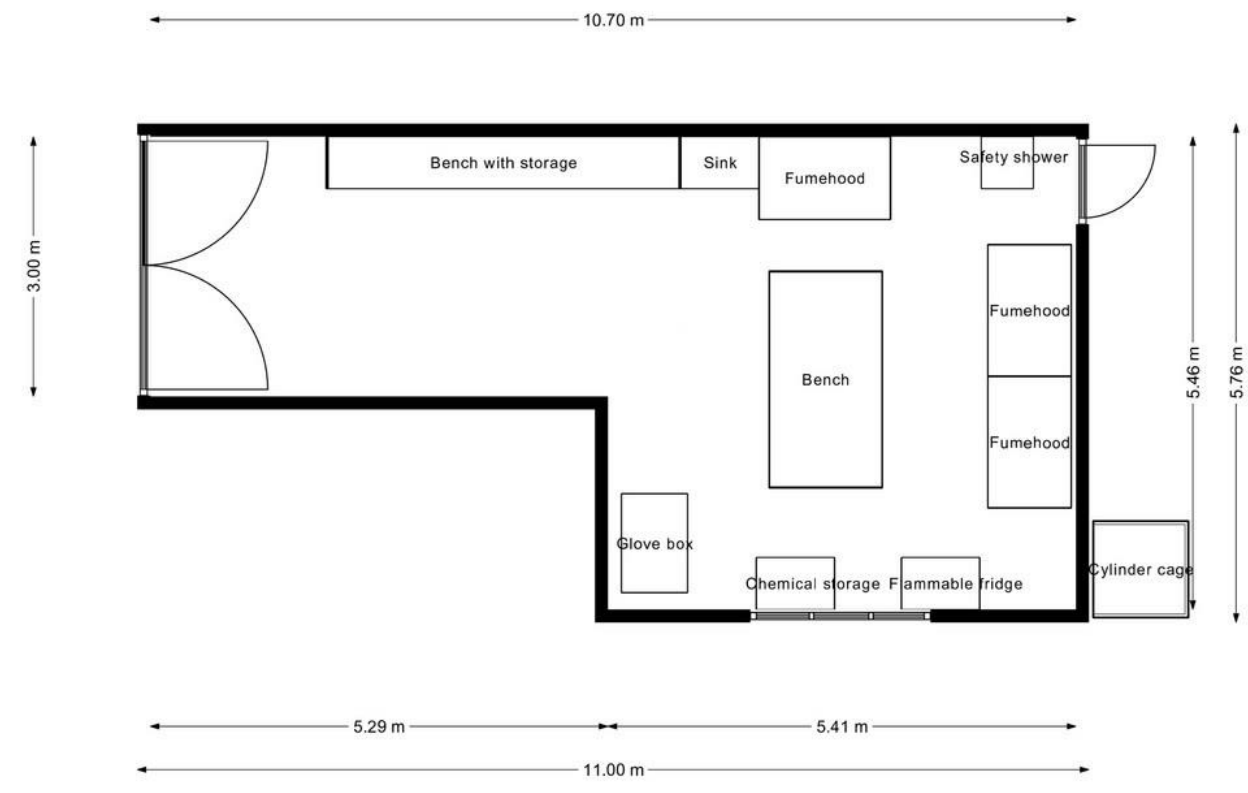 10.70 m
Bench with storage
Sink
Fumehood
Safety shower
3.00 m
Fumehood
Bench
5.46 m
5.76 m
Fumehood
Glove box
Chemical storage
Flammable fridge
Cylinder cage
5.29 m
5.41 m
11.00 m